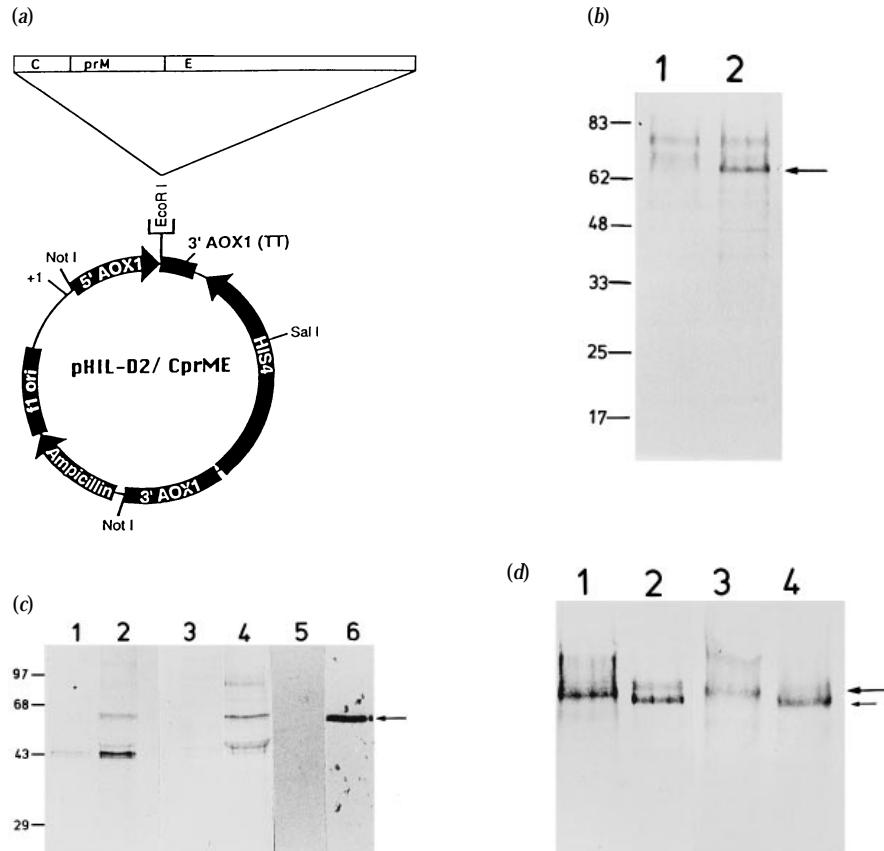 (a)
C prM E
EcoR I
3' AOX1 (TT)
Not I
5' AOX1
+1
Sal I
HIS4
pHIL-D2/ CprME
f1 ori
Ampicillin
3' AOX1
Not I
(b)
1 2
83
62
48
33
25
17
(c)
1 2 3 4 5 6
97
68
43
29
(d)
1 2 3 4